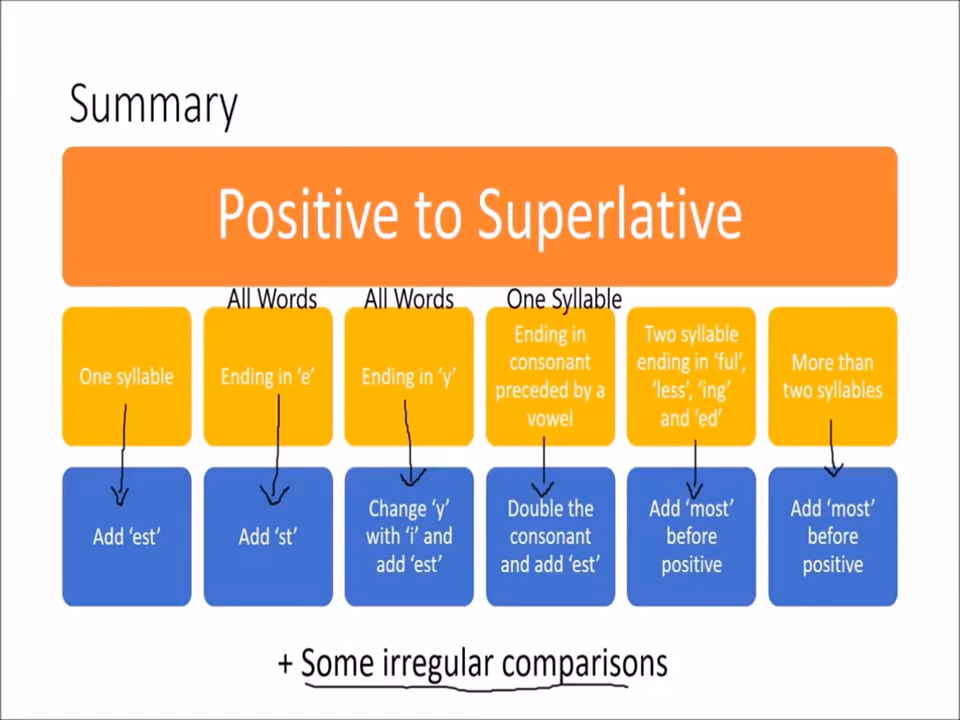 Summary
Positive to Superlative
All Words
All Words
One Syllable
One syllable
Ending in ‘e’
Ending in ‘y’
Ending in
consonant
preceded by a
vowel
Two syllable
ending in ‘ful’,
‘less’, ‘ing’
and ‘ed’
More than
two syllables
Add ‘est’
Add ‘st’
Change ‘y’
with ‘i’ and
add ‘est’
Double the
consonant
and add ‘est’
Add ‘most’
before
positive
Add ‘most’
before
positive
+ Some irregular comparisons